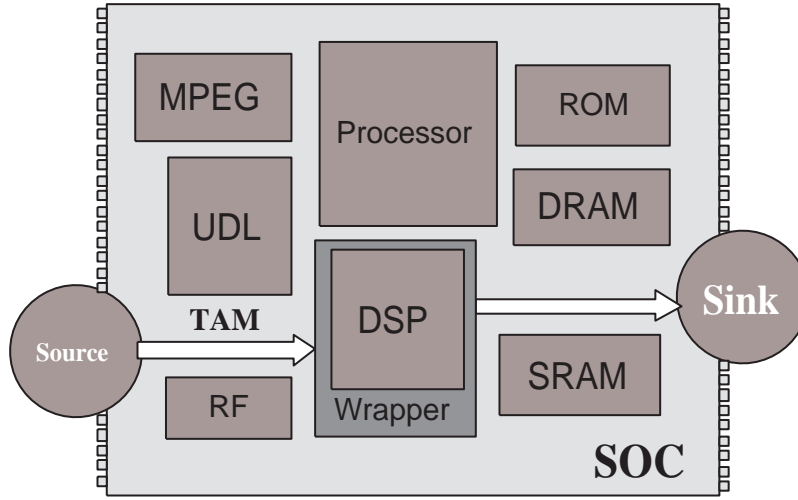 MPEG
Processor
ROM
UDL
DRAM
DSP
Sink
TAM
Source
SRAM
RF
Wrapper
SOC